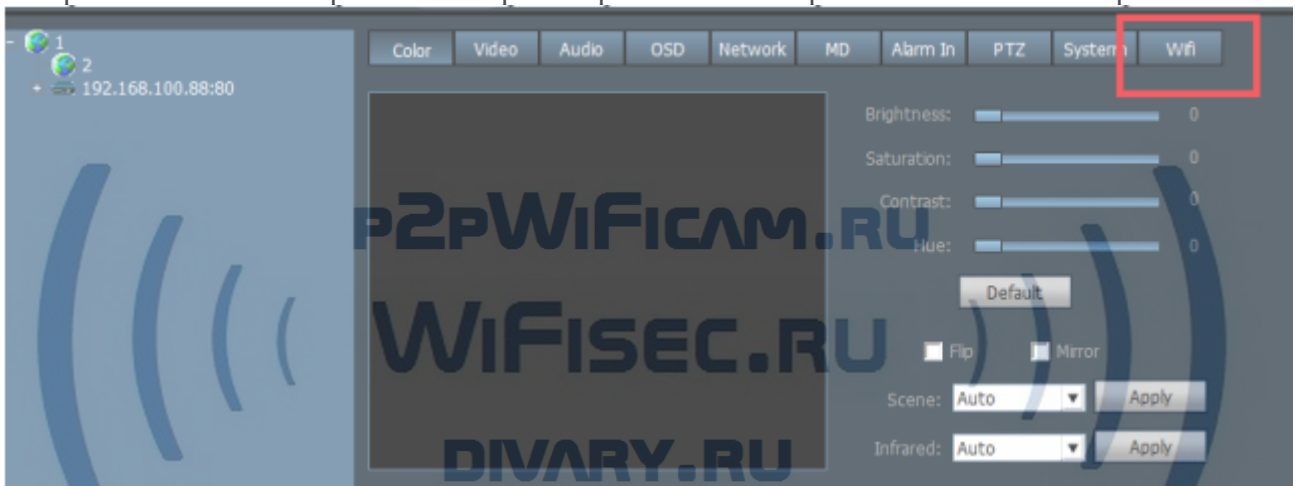 1
2
192.168.100.88:80
Color Video Audio OSD Network MD Alarm In PTZ System Wifi
Brightness: 0
Saturation: 0
Contrast: 0
Hue: 0
Default
Flip Mirror
Scene: Auto Apply
Infrared: Auto Apply
P2PWIFICAM.RU
WIFISEC.RU
DIVARY.RU